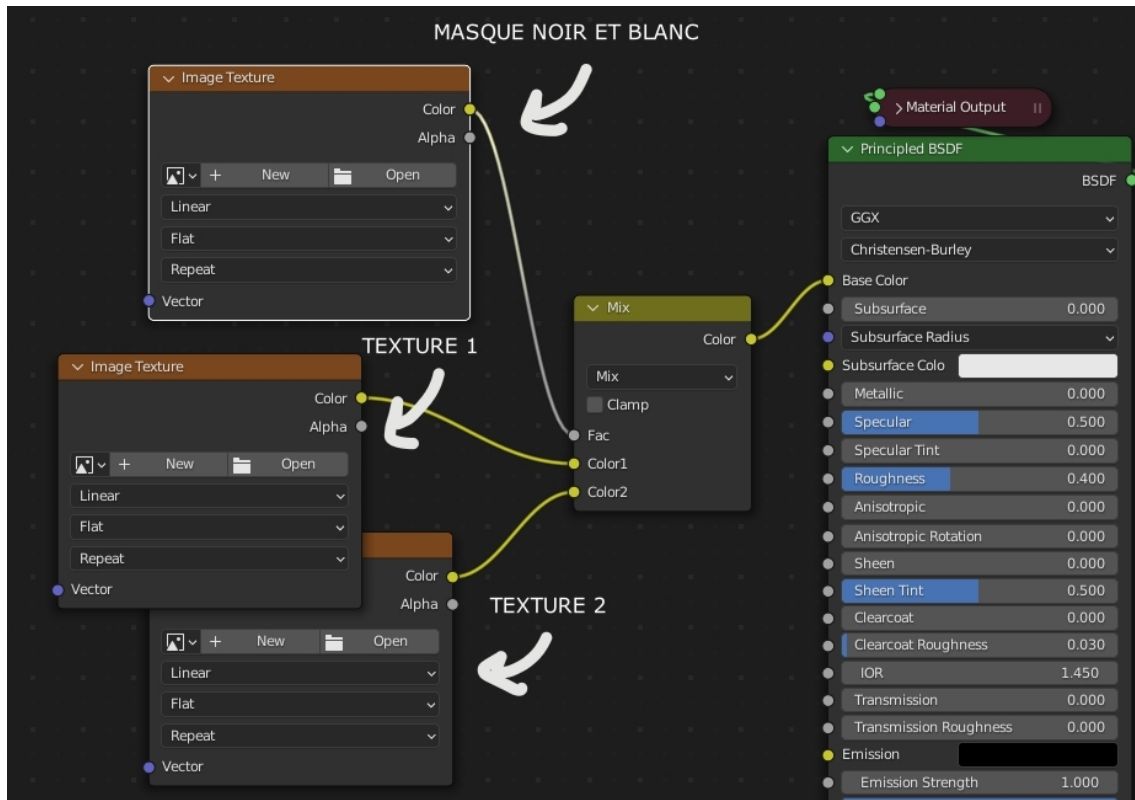 MASQUE NOIR ET BLANC
Image Texture
Color
Alpha
New Open
Linear
Flat
Repeat
Vector
TEXTURE 1
Image Texture
Color
Alpha
New Open
Linear
Flat
Repeat
Vector
Color
Alpha
TEXTURE 2
New Open
Linear
Flat
Repeat
Vector
Mix
Color
Mix
Clamp
Fac
Color1
Color2
Material Output
Principled BSDF
BSDF
GGX
Christensen-Burley
Base Color
Subsurface 0.000
Subsurface Radius
Subsurface Colo
Metallic 0.000
Specular 0.500
Specular Tint 0.000
Roughness 0.400
Anisotropic 0.000
Anisotropic Rotation 0.000
Sheen 0.000
Sheen Tint 0.500
Clearcoat 0.000
Clearcoat Roughness 0.030
IOR 1.450
Transmission 0.000
Transmission Roughness 0.000
Emission
Emission Strength 1.000